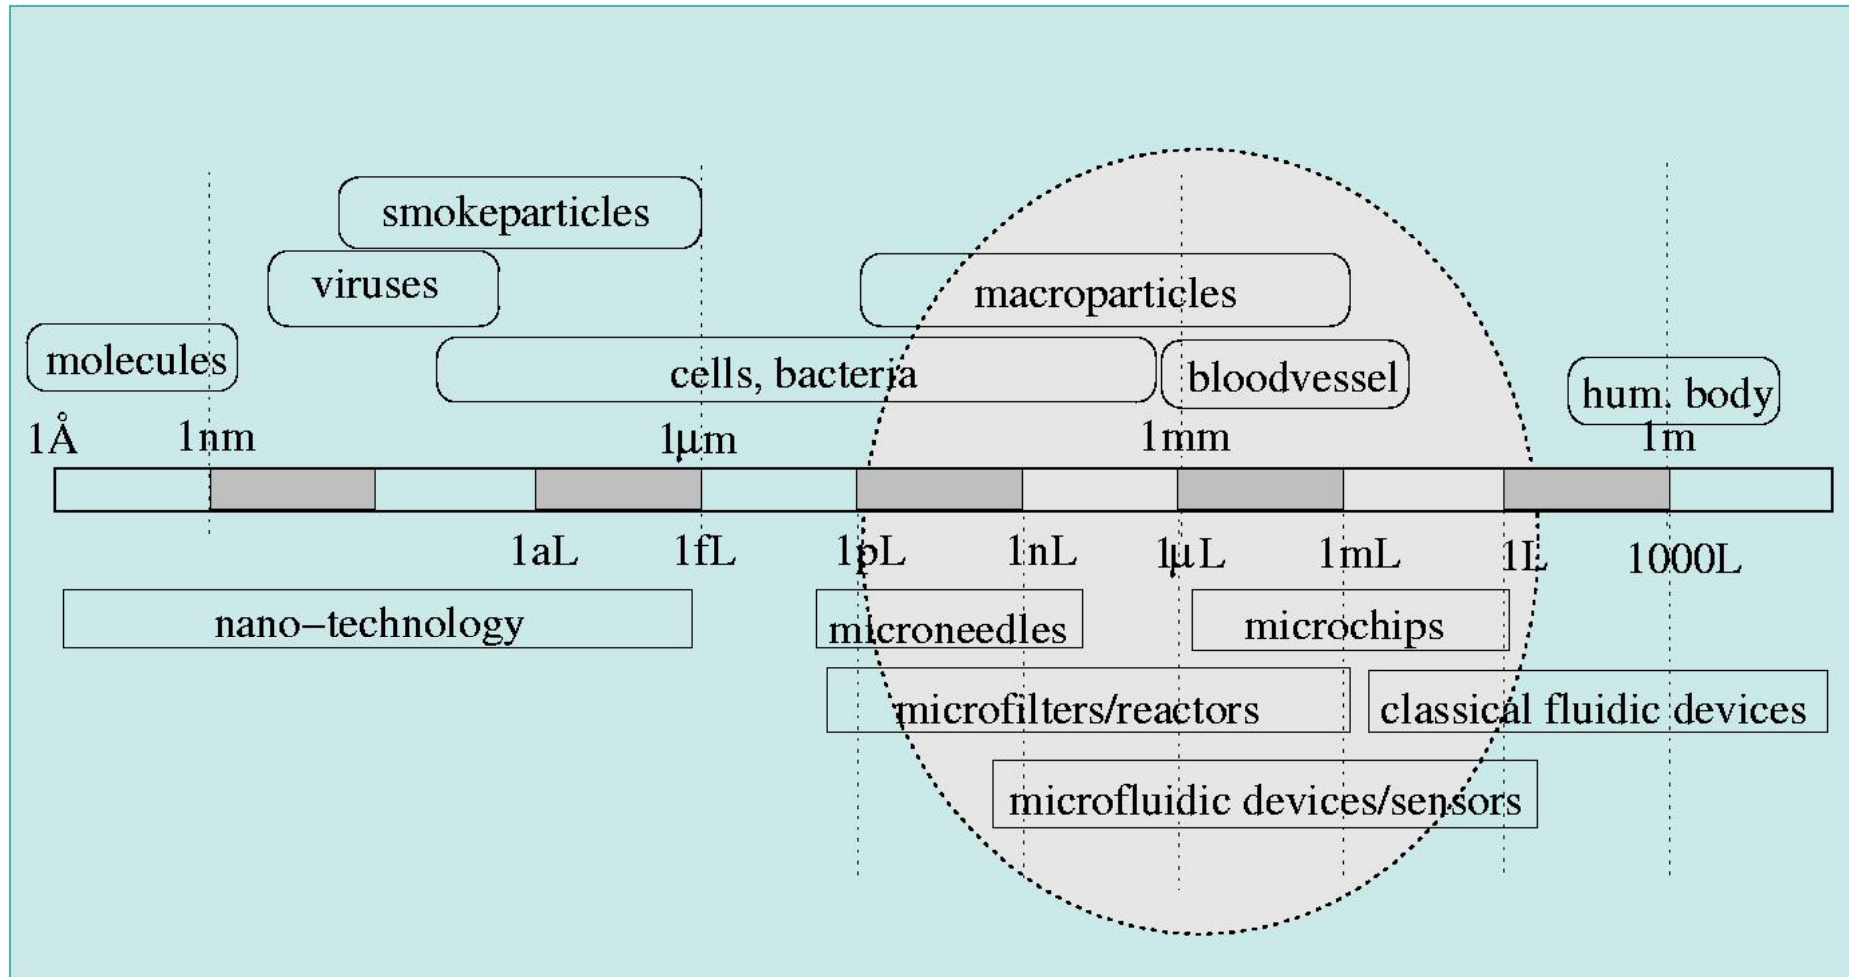 smokeparticles
viruses
macroparticles
molecules
cells, bacteria
bloodvessel
hum. body
1Å 1nm 1µm 1mm 1m
1aL 1fL 1pL 1nL 1µL 1mL 1L 1000L
nano-technology
microneedles
microchips
microfilters/reactors
classical fluidic devices
microfluidic devices/sensors